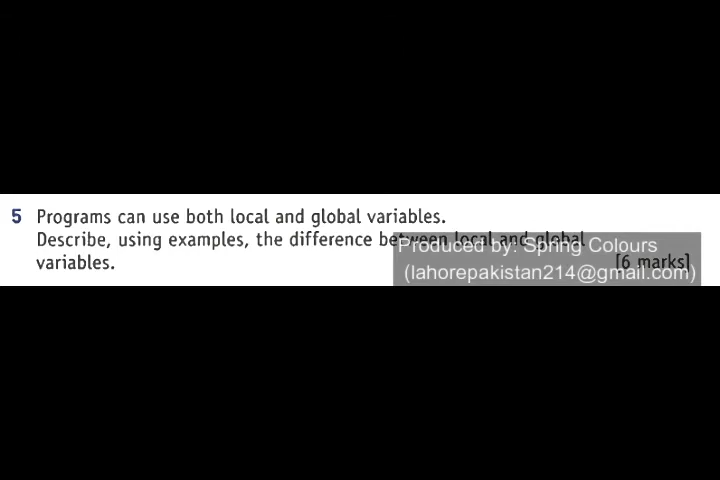 5 Programs can use both local and global variables.
Describe, using examples, the difference between local and global
variables. [6 marks]
Produced by: Spring Colours
(lahorepakistan214@gmail.com)